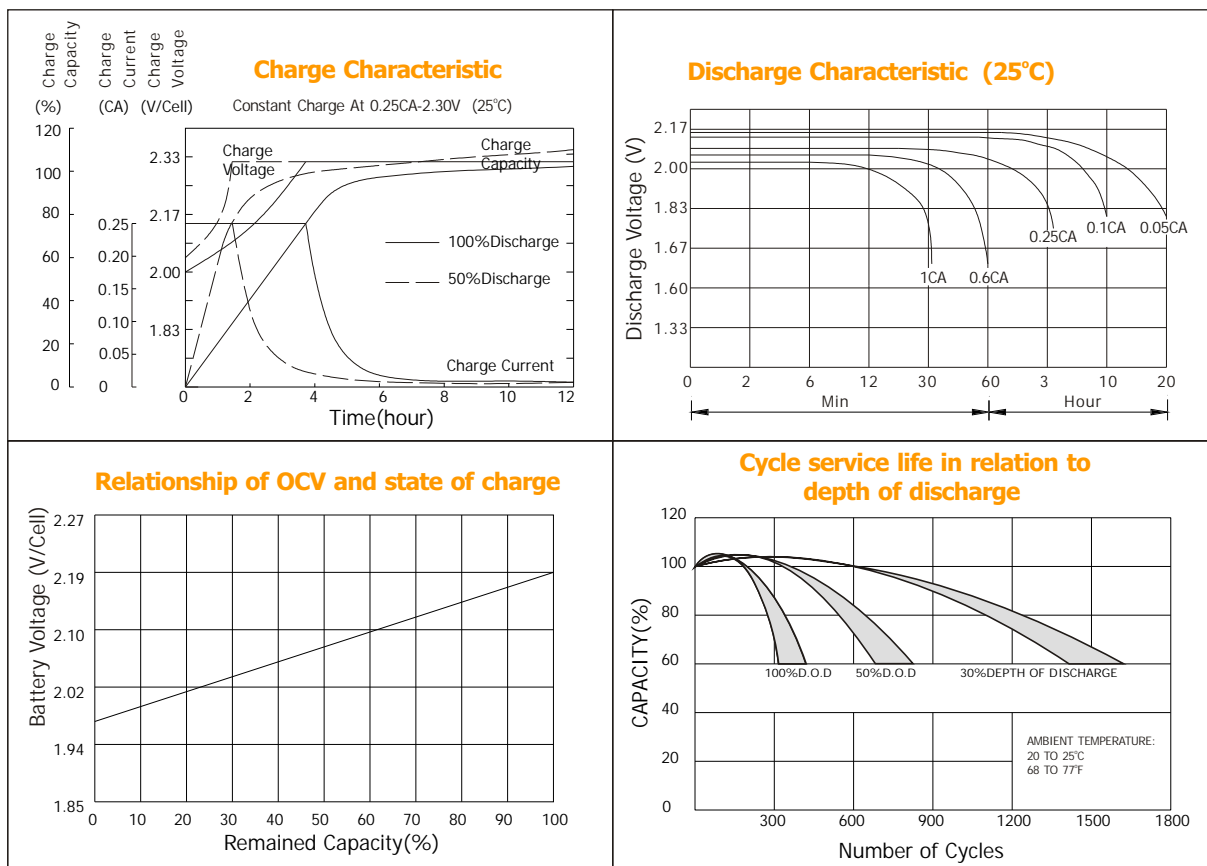 Charge Capacity
Charge Current
Charge Voltage
(%)
(CA)
(V/Cell)
Charge Characteristic
Constant Charge At 0.25CA-2.30V (25°C)
120
100
80
60
40
20
0
0.25
0.20
0.15
0.10
0.05
0
2.33
2.17
2.00
1.83
Charge Voltage
Charge Capacity
100%Discharge
50%Discharge
Charge Current
0 2 4 6 8 10 12
Time(hour)
Discharge Characteristic (25°C)
Discharge Voltage (V)
2.17
2.00
1.83
1.67
1.60
1.33
1CA
0.6CA
0.25CA
0.1CA
0.05CA
0 2 6 12 30 60 3 10 20
Min
Hour
Relationship of OCV and state of charge
Battery Voltage (V/Cell)
2.27
2.19
2.10
2.02
1.94
1.85
0 10 20 30 40 50 60 70 80 90 100
Remained Capacity(%)
Cycle service life in relation to
depth of discharge
CAPACITY(%)
120
100
80
60
40
20
0
100%D.O.D
50%D.O.D
30%DEPTH OF DISCHARGE
AMBIENT TEMPERATURE:
20 TO 25°C
68 TO 77°F
300 600 900 1200 1500 1800
Number of Cycles